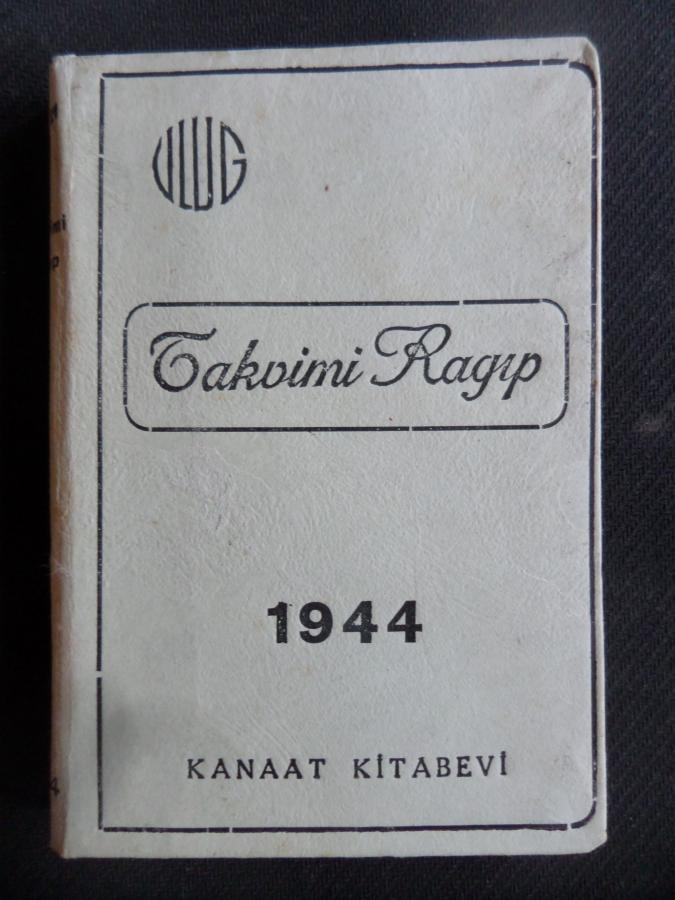 ULUG
Takvimi Ragıp
1944
KANAAT KİTABEVİ